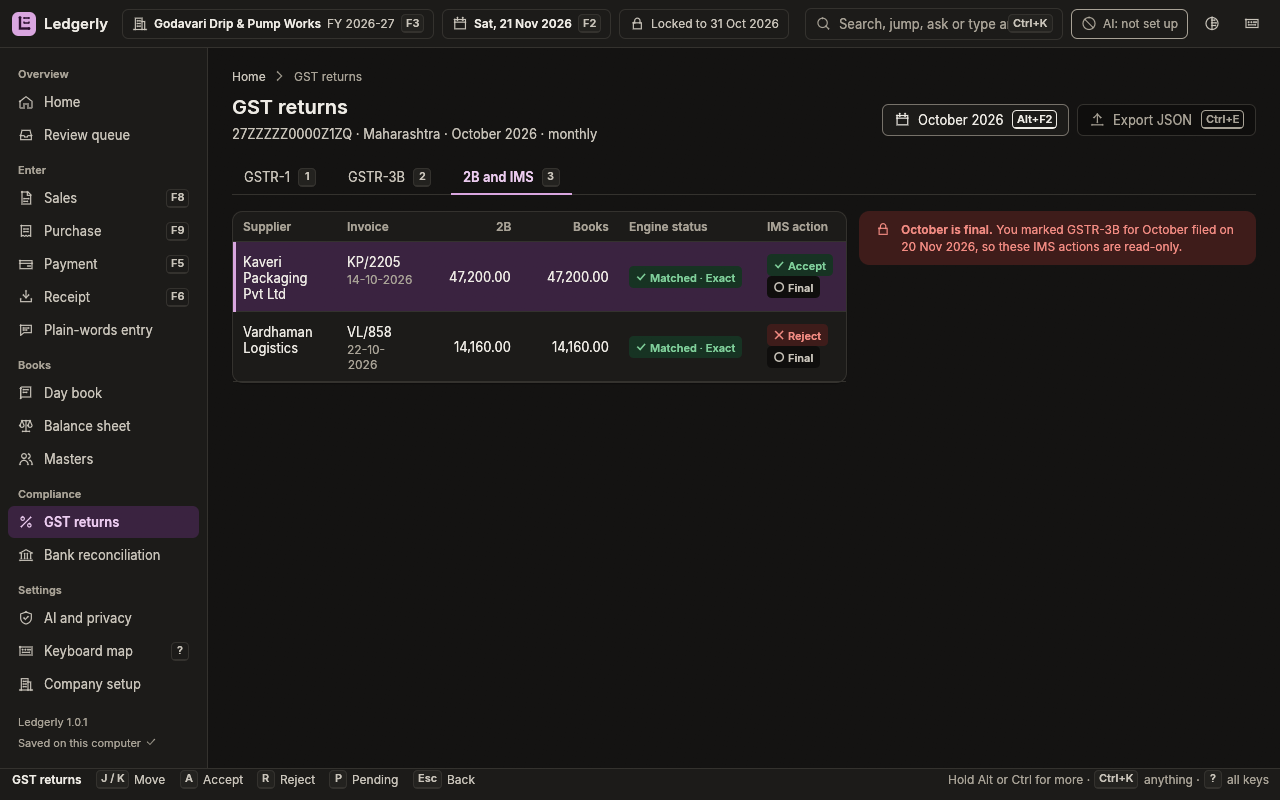 Ledgerly
Godavari Drip & Pump Works FY 2026-27 F3
Sat, 21 Nov 2026 F2
Locked to 31 Oct 2026
Search, jump, ask or type a Ctrl+K
AI: not set up
Overview
Home
Review queue
Enter
Sales F8
Purchase F9
Payment F5
Receipt F6
Plain-words entry
Books
Day book
Balance sheet
Masters
Compliance
GST returns
Bank reconciliation
Settings
AI and privacy
Keyboard map ?
Company setup
Ledgerly 1.0.1
Saved on this computer
Home GST returns
GST returns
27ZZZZZ0000Z1ZQ · Maharashtra · October 2026 · monthly
October 2026 Alt+F2
Export JSON Ctrl+E
GSTR-1 1 GSTR-3B 2 2B and IMS 3
Supplier Invoice 2B Books Engine status IMS action
Kaveri Packaging Pvt Ltd
KP/2205
14-10-2026
47,200.00
47,200.00
Matched · Exact
Accept
Final
Vardhaman Logistics
VL/858
22-10-2026
14,160.00
14,160.00
Matched · Exact
Reject
Final
October is final. You marked GSTR-3B for October filed on
20 Nov 2026, so these IMS actions are read-only.
GST returns J / K Move A Accept R Reject P Pending Esc Back
Hold Alt or Ctrl for more · Ctrl+K anything · ? all keys